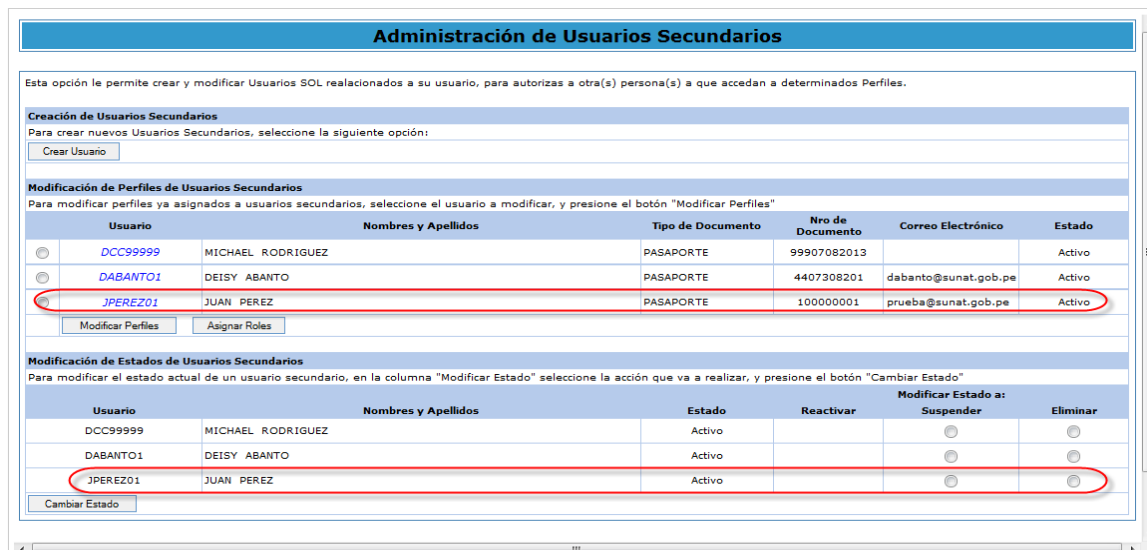 Administración de Usuarios Secundarios
Esta opción le permite crear y modificar Usuarios SOL realacionados a su usuario, para autorizas a otra(s) persona(s) a que accedan a determinados Perfiles.
Creación de Usuarios Secundarios
Para crear nuevos Usuarios Secundarios, seleccione la siguiente opción:
Crear Usuario
Modificación de Perfiles de Usuarios Secundarios
Para modificar perfiles ya asignados a usuarios secundarios, seleccione el usuario a modificar, y presione el botón "Modificar Perfiles"
Usuario Nombres y Apellidos Tipo de Documento Nro de Documento Correo Electrónico Estado
DCC99999 MICHAEL RODRIGUEZ PASAPORTE 99907082013 Activo
DABANTO1 DEISY ABANTO PASAPORTE 4407308201 dabanto@sunat.gob.pe Activo
JPEREZ01 JUAN PEREZ PASAPORTE 100000001 prueba@sunat.gob.pe Activo
Modificar Perfiles Asignar Roles
Modificación de Estados de Usuarios Secundarios
Para modificar el estado actual de un usuario secundario, en la columna "Modificar Estado" seleccione la acción que va a realizar, y presione el botón "Cambiar Estado"
Modificar Estado a:
Usuario Nombres y Apellidos Estado Reactivar Suspender Eliminar
DCC99999 MICHAEL RODRIGUEZ Activo
DABANTO1 DEISY ABANTO Activo
JPEREZ01 JUAN PEREZ Activo
Cambiar Estado